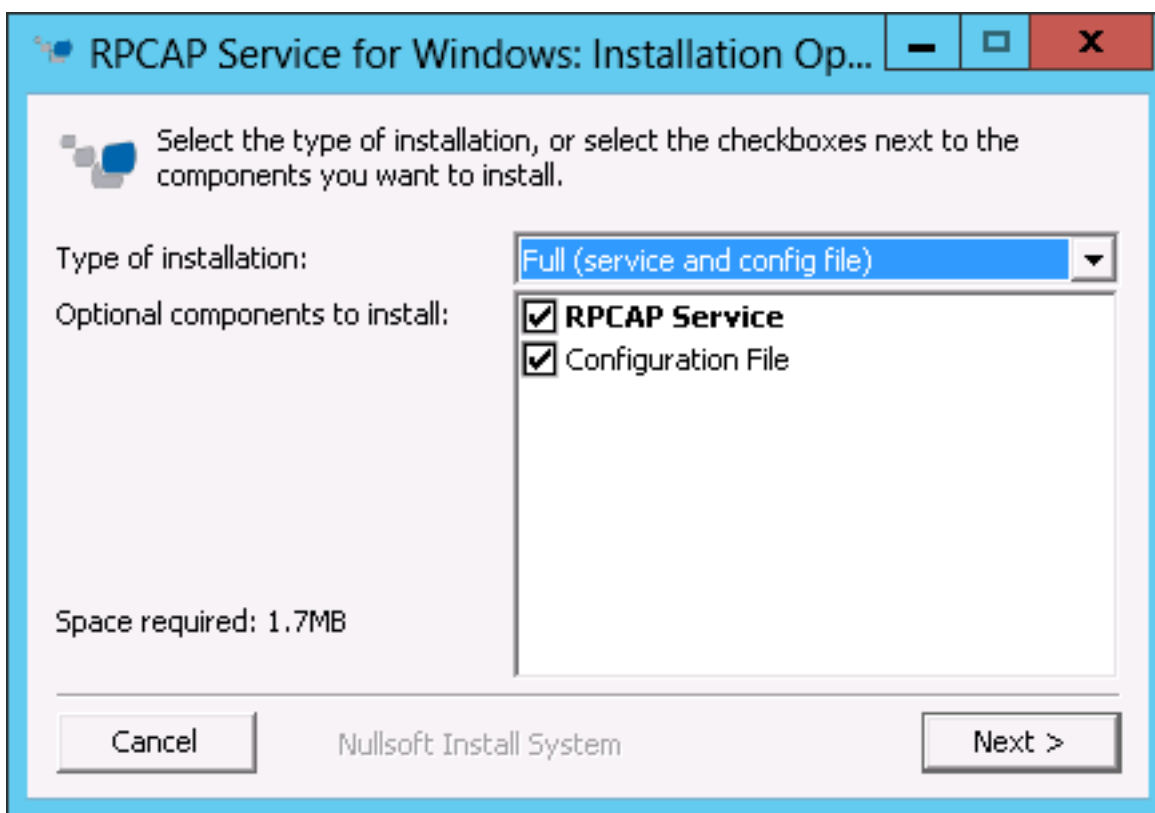 RPCAP Service for Windows: Installation Op...
Select the type of installation, or select the checkboxes next to the
components you want to install.
Type of installation:
Full (service and config file)
Optional components to install:
RPCAP Service
Configuration File
Space required: 1.7MB
Cancel
Nullsoft Install System
Next >